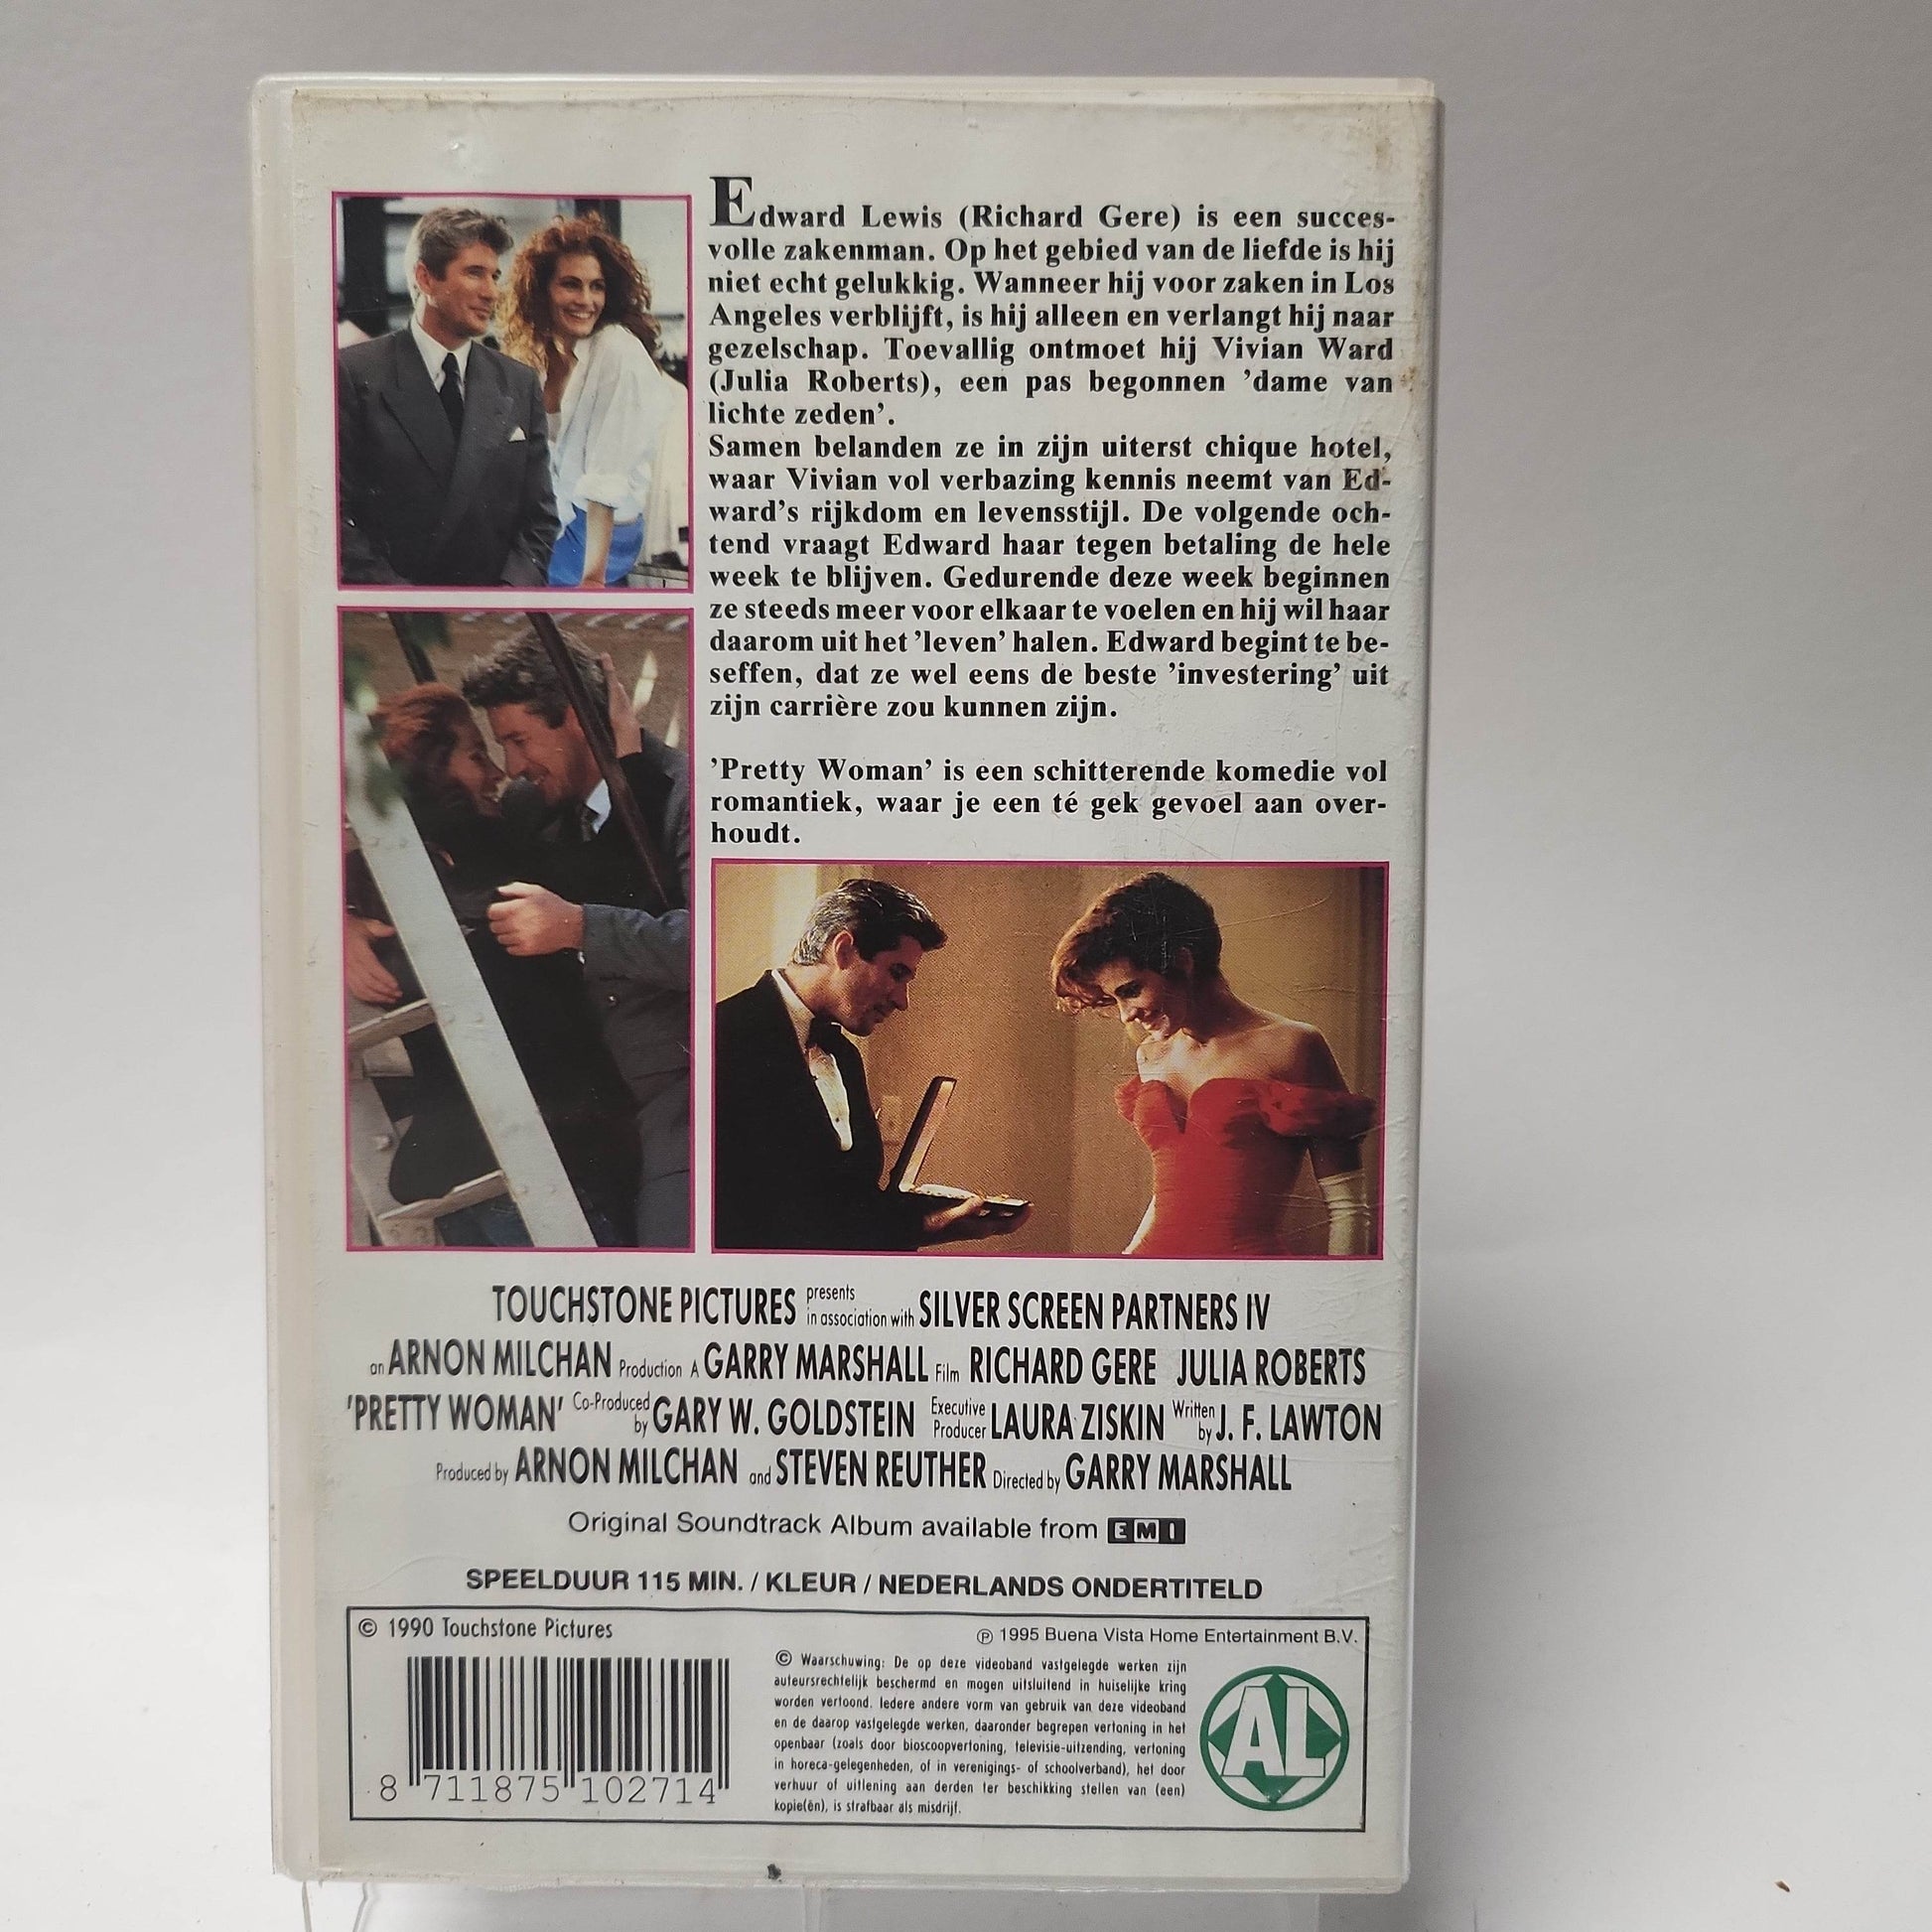 Edward Lewis (Richard Gere) is een succes-
volle zakenman. Op het gebied van de liefde is hij
niet echt gelukkig. Wanneer hij voor zaken in Los
Angeles verblijft, is hij alleen en verlangt hij naar
gezelschap. Toevallig ontmoet hij Vivian Ward
(Julia Roberts), een pas begonnen ’dame van
lichte zeden’.
Samen belanden ze in zijn uiterst chique hotel,
waar Vivian vol verbazing kennis neemt van Ed-
ward’s rijkdom en levensstijl. De volgende och-
tend vraagt Edward haar tegen betaling de hele
week te blijven. Gedurende deze week beginnen
ze steeds meer voor elkaar te voelen en hij wil haar
daarom uit het ’leven’ halen. Edward begint te be-
seffen, dat ze wel eens de beste ’investering’ uit
zijn carrière zou kunnen zijn.
’Pretty Woman’ is een schitterende komedie vol
romantiek, waar je een té gek gevoel aan over-
houdt.
TOUCHSTONE PICTURES presents in association with SILVER SCREEN PARTNERS IV
an ARNON MILCHAN Production A GARRY MARSHALL Film RICHARD GERE JULIA ROBERTS
'PRETTY WOMAN' Co-Produced by GARY W. GOLDSTEIN Executive Producer LAURA ZISKIN Written by J. F. LAWTON
Produced by ARNON MILCHAN and STEVEN REUTHER Directed by GARRY MARSHALL
Original Soundtrack Album available from EMI
SPEELDUUR 115 MIN. / KLEUR / NEDERLANDS ONDERTITELD
© 1990 Touchstone Pictures
℗ 1995 Buena Vista Home Entertainment B.V.
© Waarschuwing: De op deze videoband vastgelegde werken zijn
auteursrechtelijk beschermd en mogen uitsluitend in huiselijke kring
worden vertoond. Iedere andere vorm van gebruik van deze videoband
en de daarop vastgelegde werken, daaronder begrepen vertoning in het
openbaar (zoals door bioscoopvertoning, televisie-uitzending, vertoning
in horeca-gelegenheden, of in verenigings- of schoolverband), het door
verhuur of uitlening aan derden ter beschikking stellen van (een)
kopie(ën), is strafbaar als misdrijf.
AL
8 711875 102714